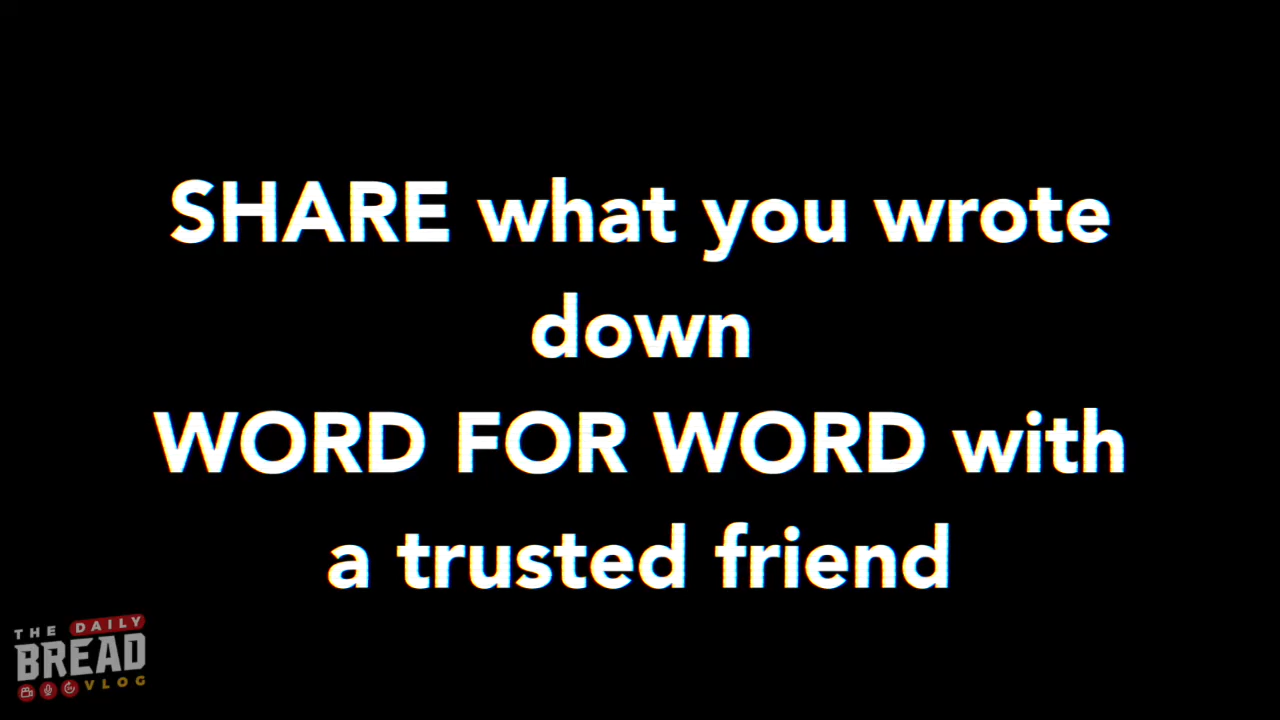 SHARE what you wrote
down
WORD FOR WORD with
a trusted friend
THE DAILY
BREAD
VLOG